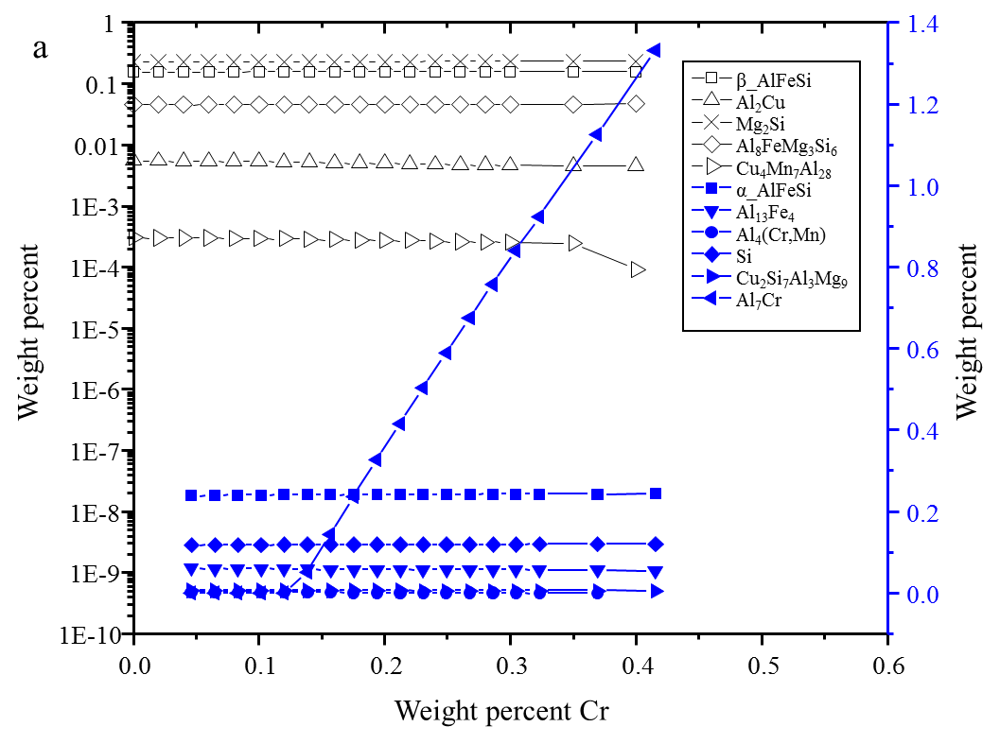 a
1
0.1
0.01
1E-3
1E-4
1E-5
1E-6
1E-7
1E-8
1E-9
1E-10
Weight percent
1.4
1.2
1.0
0.8
0.6
0.4
0.2
0.0
Weight percent
β_AlFeSi
Al₂Cu
Mg₂Si
Al₈FeMg₃Si₆
Cu₄Mn₇Al₂₈
α_AlFeSi
Al₁₃Fe₄
Al₄(Cr,Mn)
Si
Cu₂Si₇Al₃Mg₉
Al₇Cr
0.0 0.1 0.2 0.3 0.4 0.5 0.6
Weight percent Cr